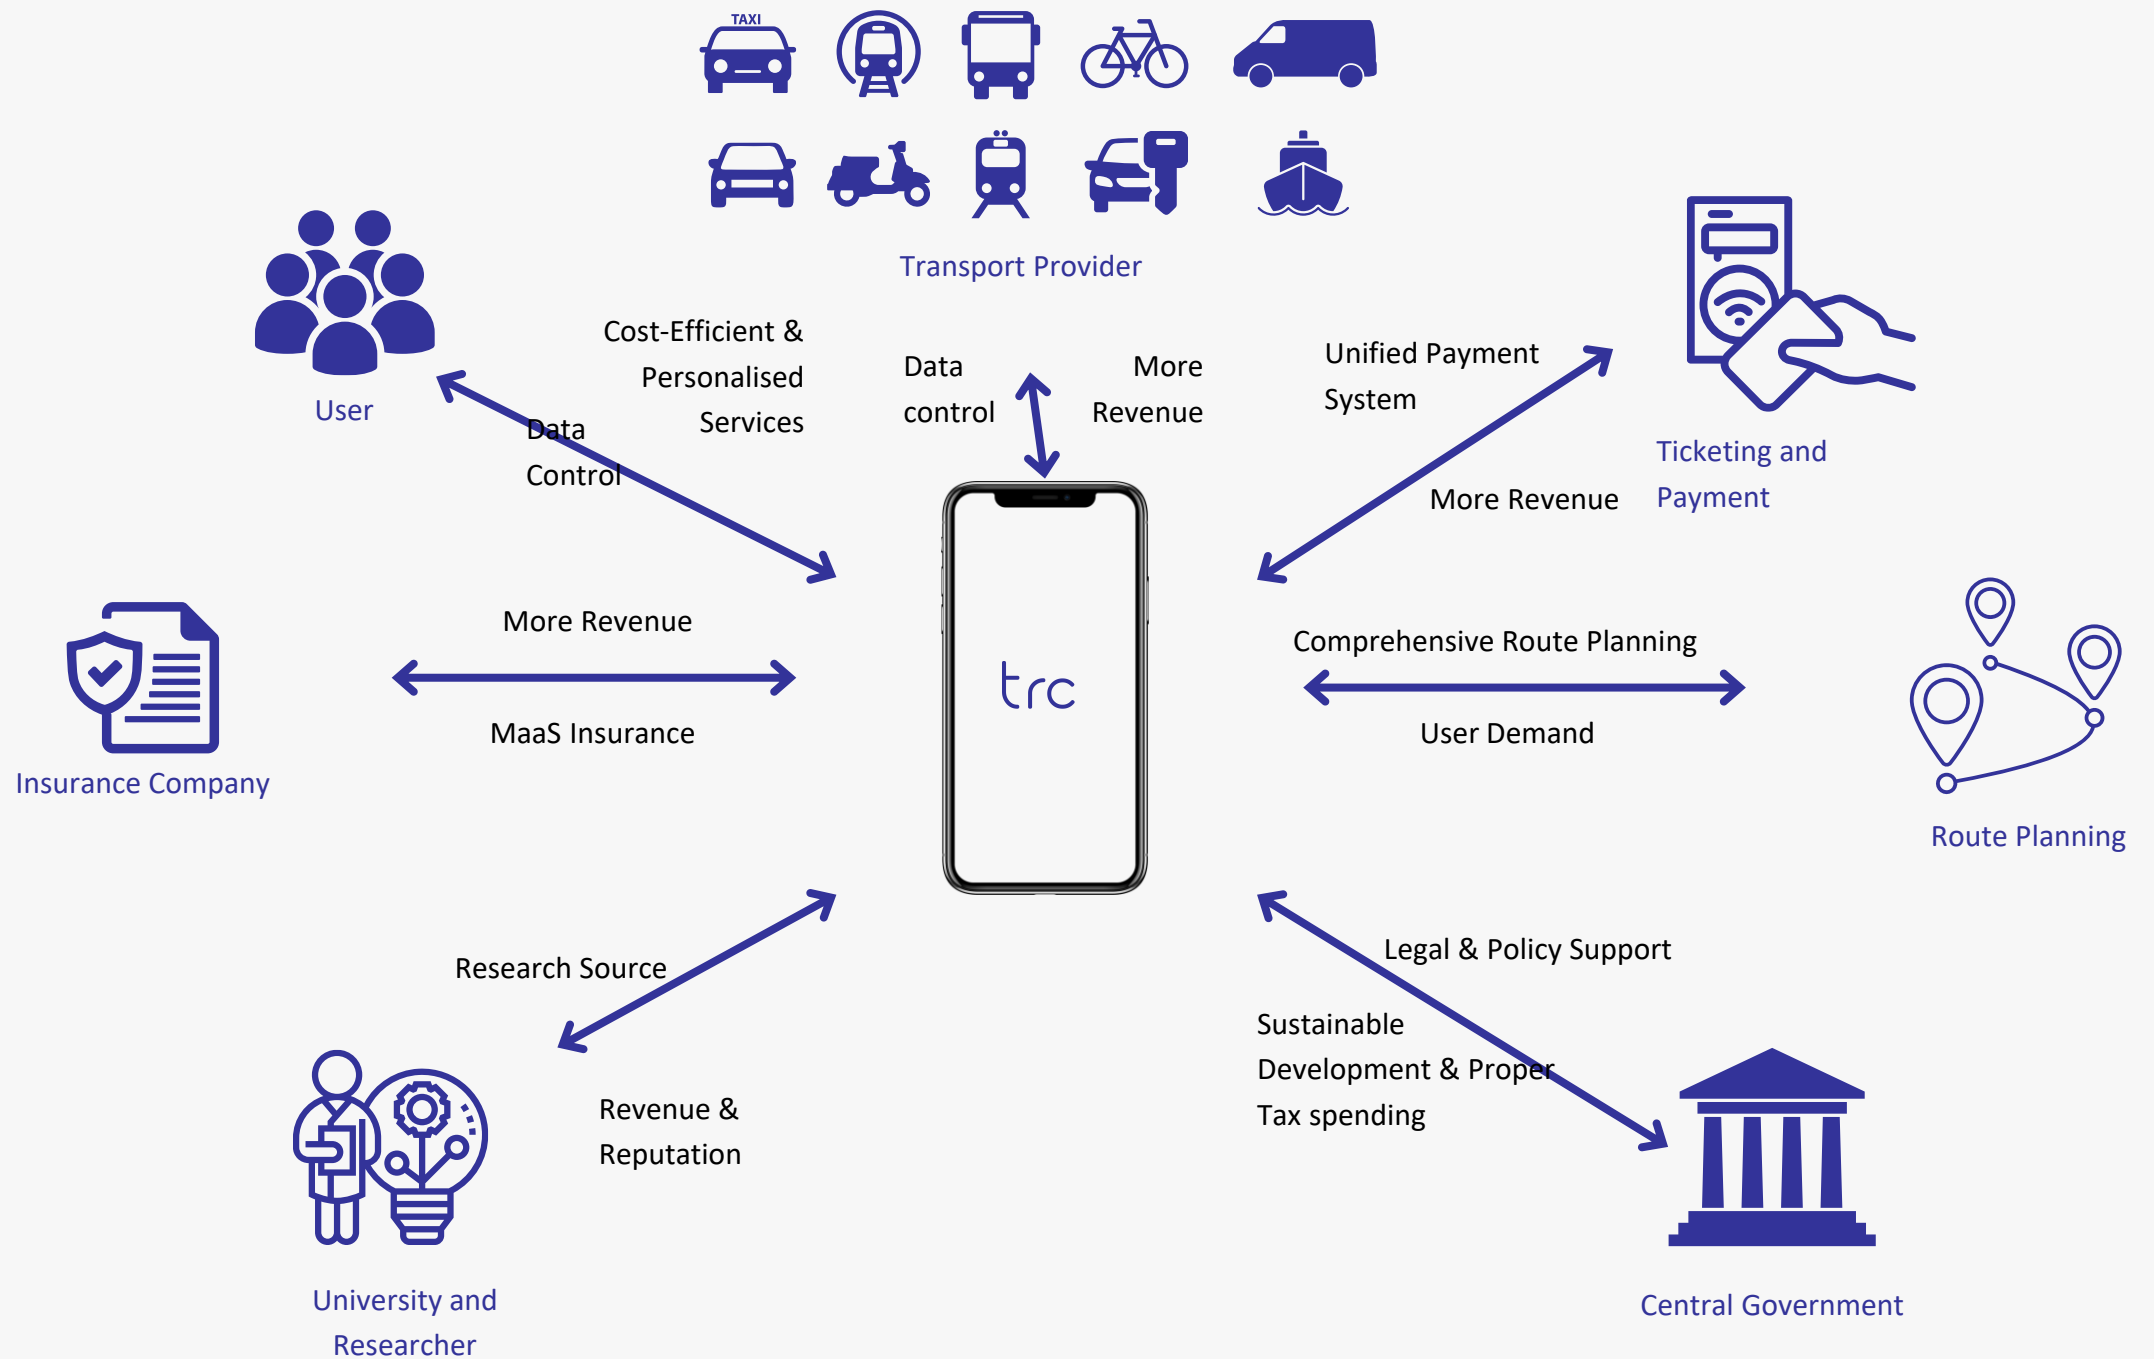 TAXI
Transport Provider
User
Cost-Efficient &
Personalised
Services
Data
Control
Data
control
More
Revenue
Unified Payment
System
More Revenue
Ticketing and
Payment
More Revenue
MaaS Insurance
Insurance Company
trc
Comprehensive Route Planning
User Demand
Route Planning
Research Source
Revenue &
Reputation
University and
Researcher
Legal & Policy Support
Sustainable
Development & Proper
Tax spending
Central Government